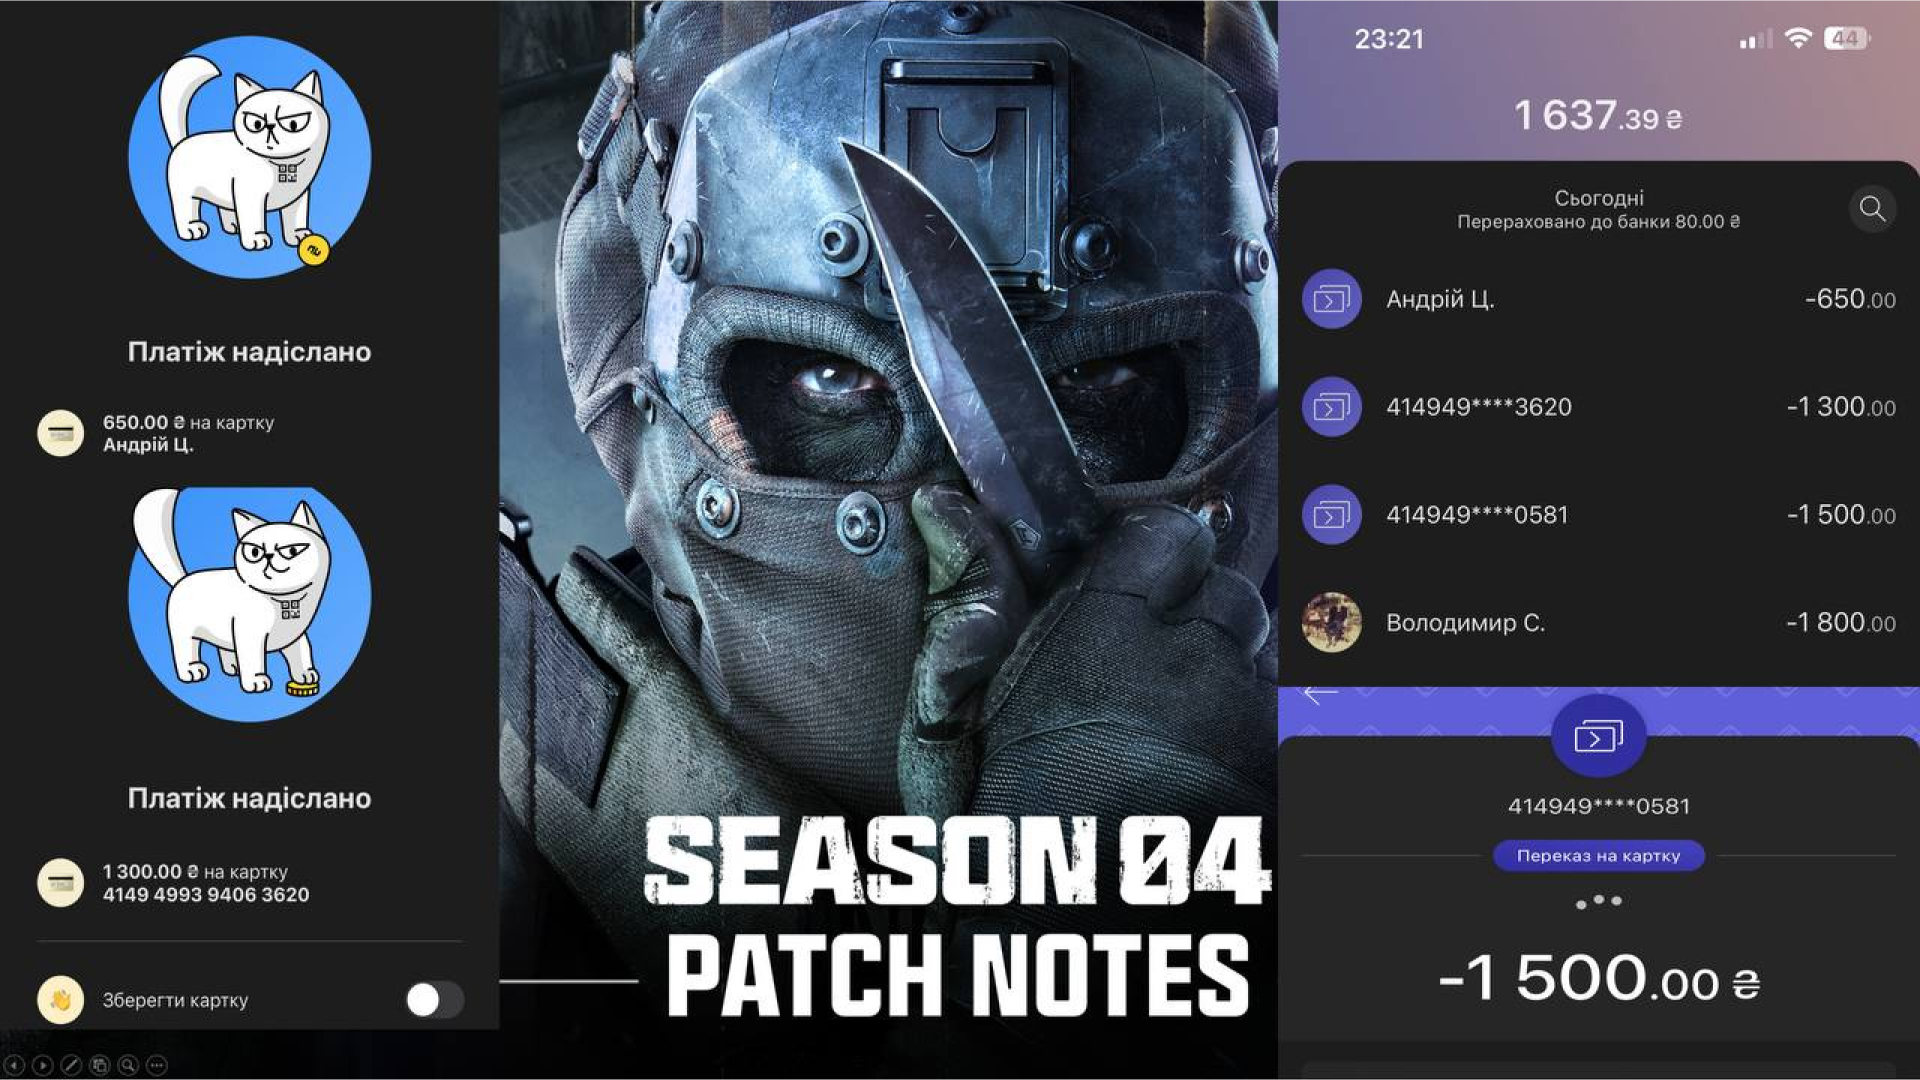 Платіж надіслано
650.00 ₴ на картку
Андрій Ц.
Платіж надіслано
1 300.00 ₴ на картку
4149 4993 9406 3620
Зберегти картку
SEASON 04
PATCH NOTES
23:21
44
1 637.39 ₴
Сьогодні
Перераховано до банки 80.00 ₴
Андрій Ц.
-650.00
414949****3620
-1 300.00
414949****0581
-1 500.00
Володимир С.
-1 800.00
414949****0581
Переказ на картку
-1 500.00 ₴